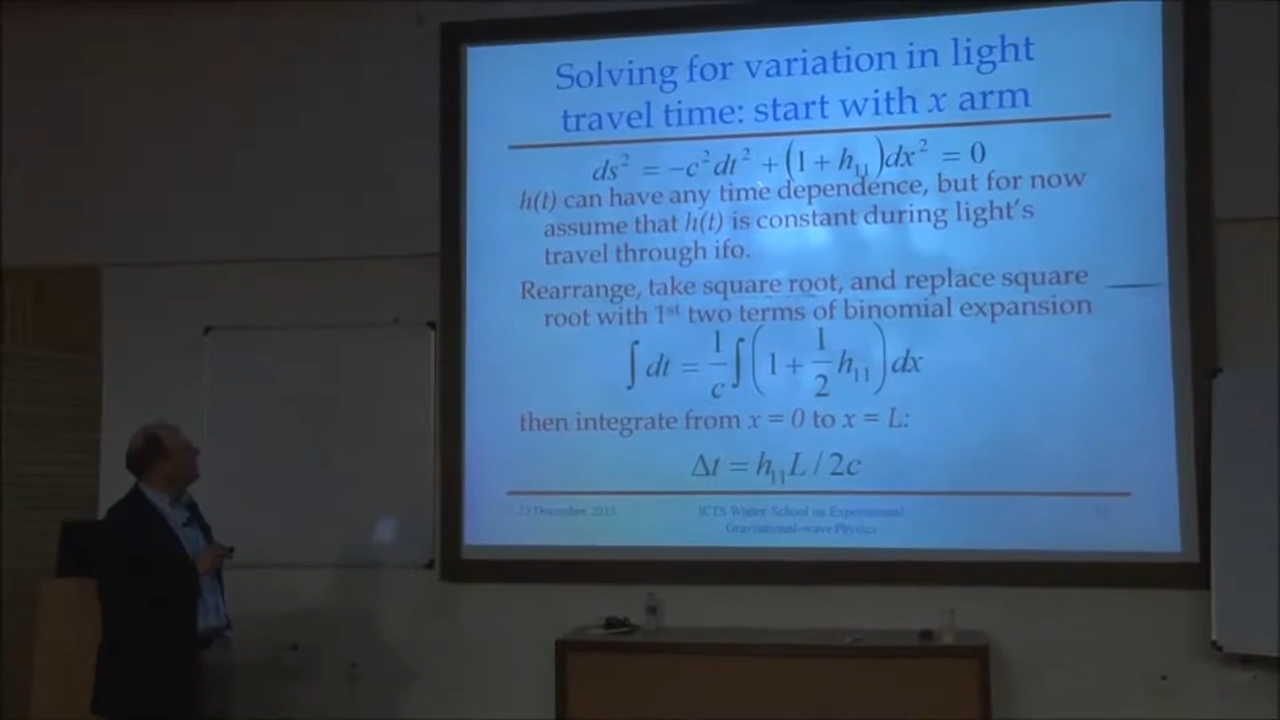 Solving for variation in light
travel time: start with x arm
ds² = −c²dt² + (1 + h₁₁)dx² = 0
h(t) can have any time dependence, but for now
assume that h(t) is constant during light's
travel through ifo.
Rearrange, take square root, and replace square
root with 1st two terms of binomial expansion
∫ dt = 1/c ∫ (1 + 1/2 h₁₁) dx
then integrate from x = 0 to x = L:
Δt = h₁₁L / 2c
December 2013
ICTS Winter School on Experimental
Gravitational-wave Physics